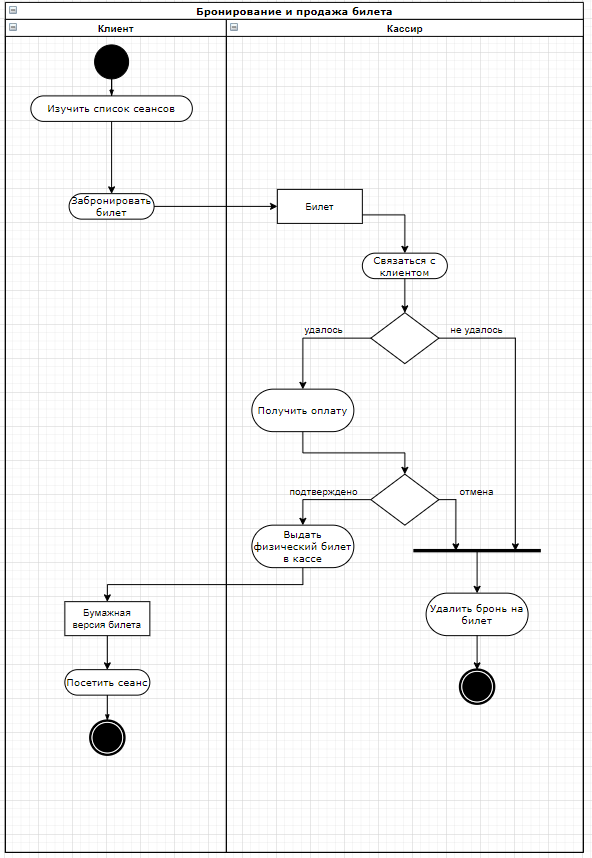 Бронирование и продажа билета
Клиент
Кассир
Изучить список сеансов
Забронировать
билет
Билет
Связаться с
клиентом
удалось
не удалось
Получить оплату
подтверждено
отмена
Выдать
физический билет
в кассе
Бумажная
версия билета
Удалить бронь на
билет
Посетить сеанс